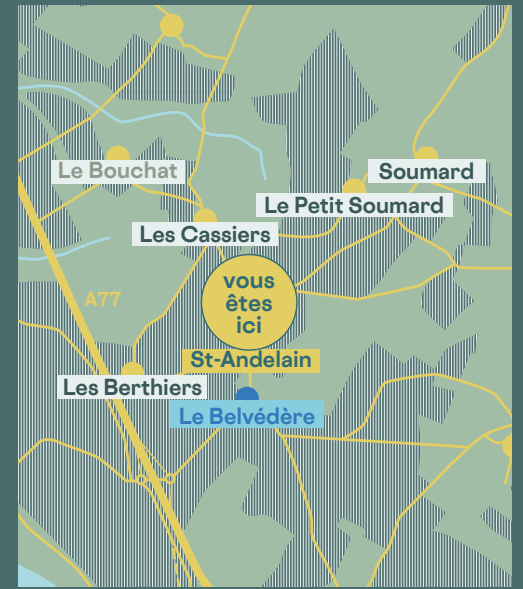 Le Bouchat
Soumard
Le Petit Soumard
Les Cassiers
vous
êtes
ici
A77
St-Andelain
Les Berthiers
Le Belvédère